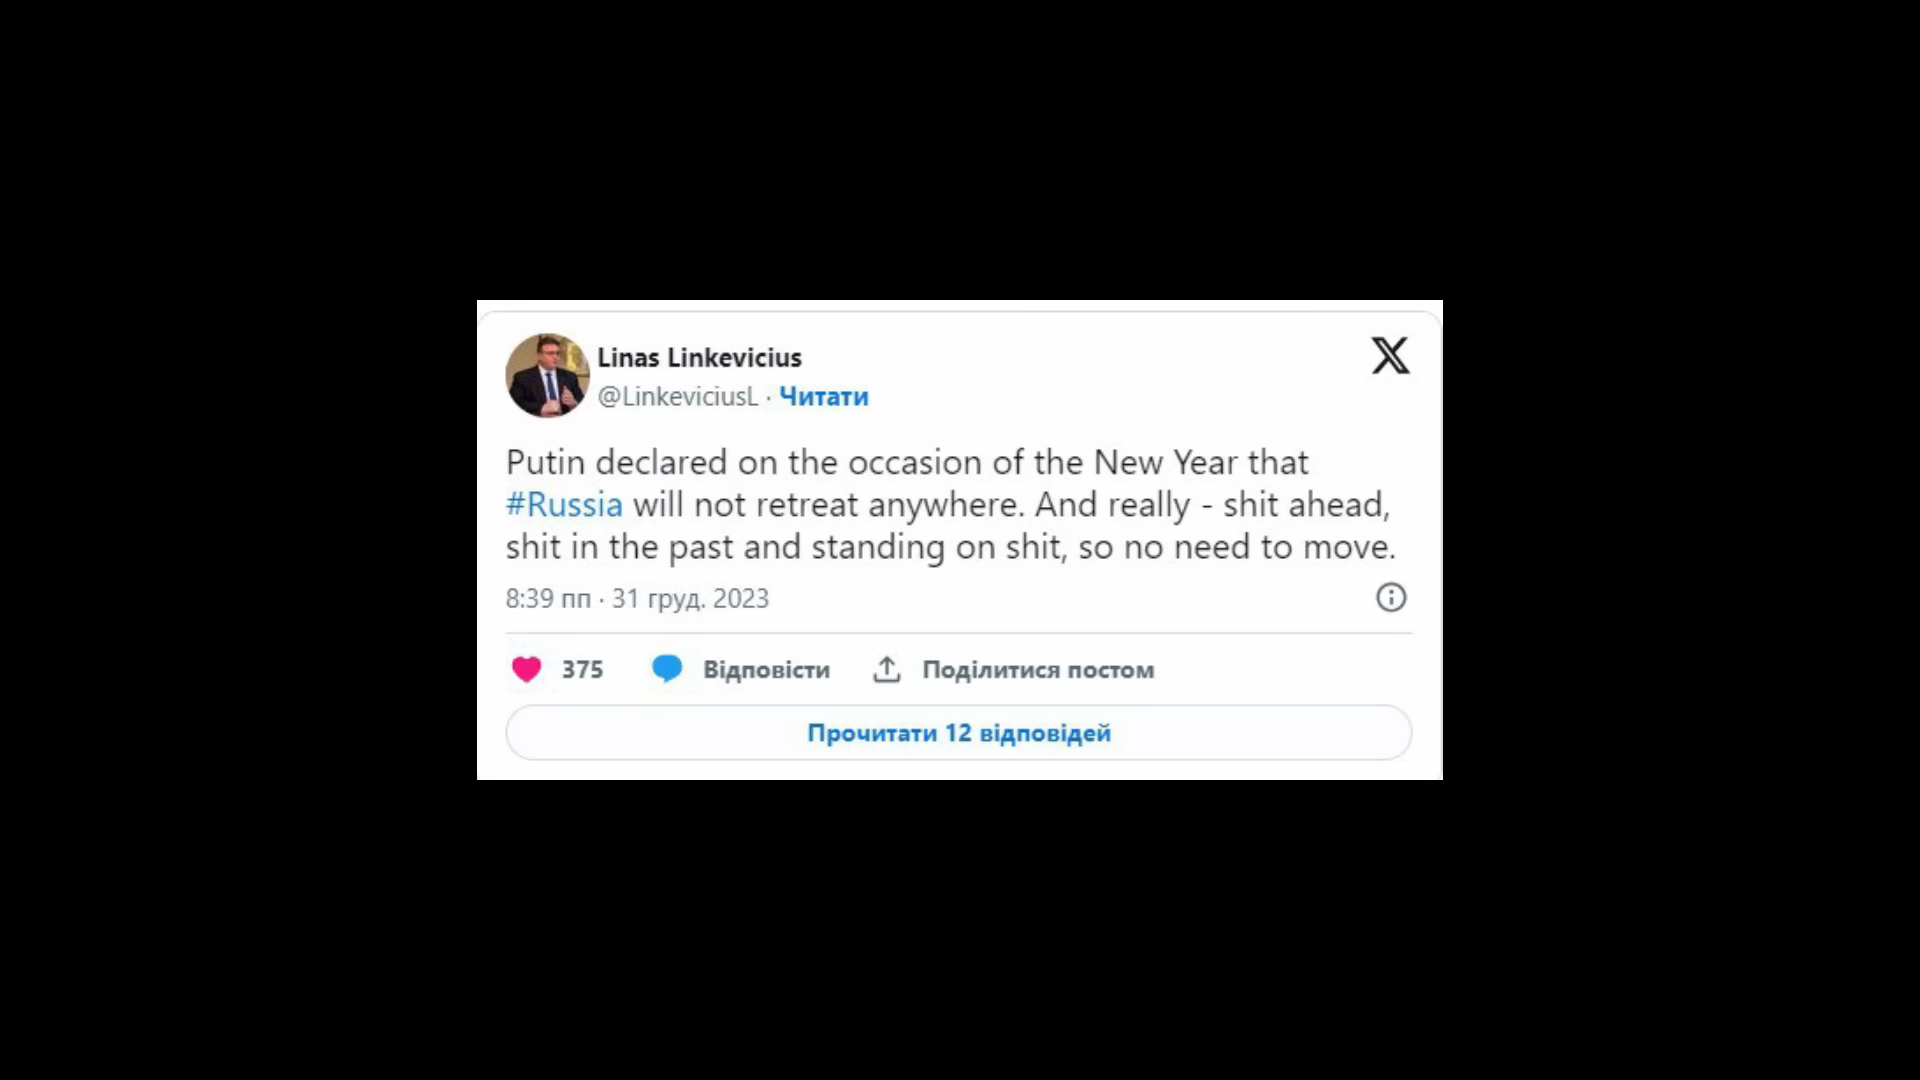 Linas Linkevicius
@LinkeviciusL · Читати
Putin declared on the occasion of the New Year that
#Russia will not retreat anywhere. And really - shit ahead,
shit in the past and standing on shit, so no need to move.
8:39 пп · 31 груд. 2023
375 Відповісти Поділитися постом
Прочитати 12 відповідей